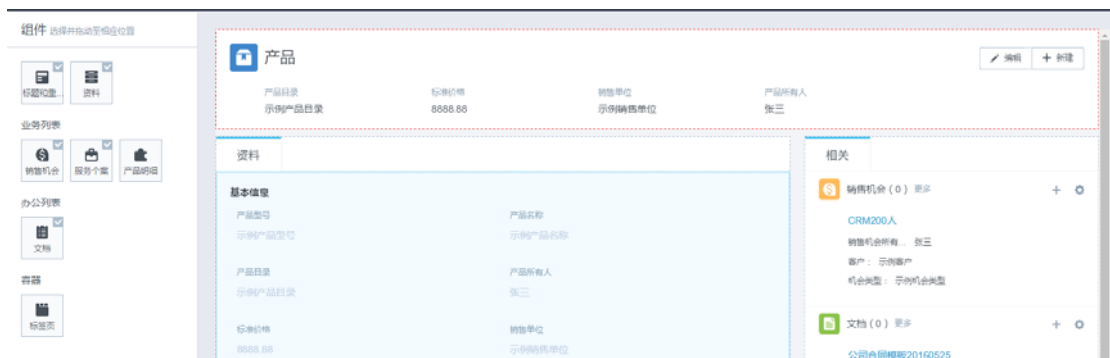 组件 选择并拖动至相应位置
标题和重... 资料
业务列表
销售机会 服务个案 产品明细
办公列表
文档
容器
标签页
产品
编辑 + 新建
产品目录 标准价格 销售单位 产品所有人
示例产品目录 8888.88 示例销售单位 张三
资料
基本信息
产品型号 产品名称
示例产品型号 示例产品名称
产品目录 产品所有人
示例产品目录 张三
标准价格 销售单位
8888.88 示例销售单位
相关
销售机会 (0) 更多
CRM200人
销售机会所有... 张三
客户: 示例客户
机会类型: 示例机会类型
文档 (0) 更多
公司合同模板20160525